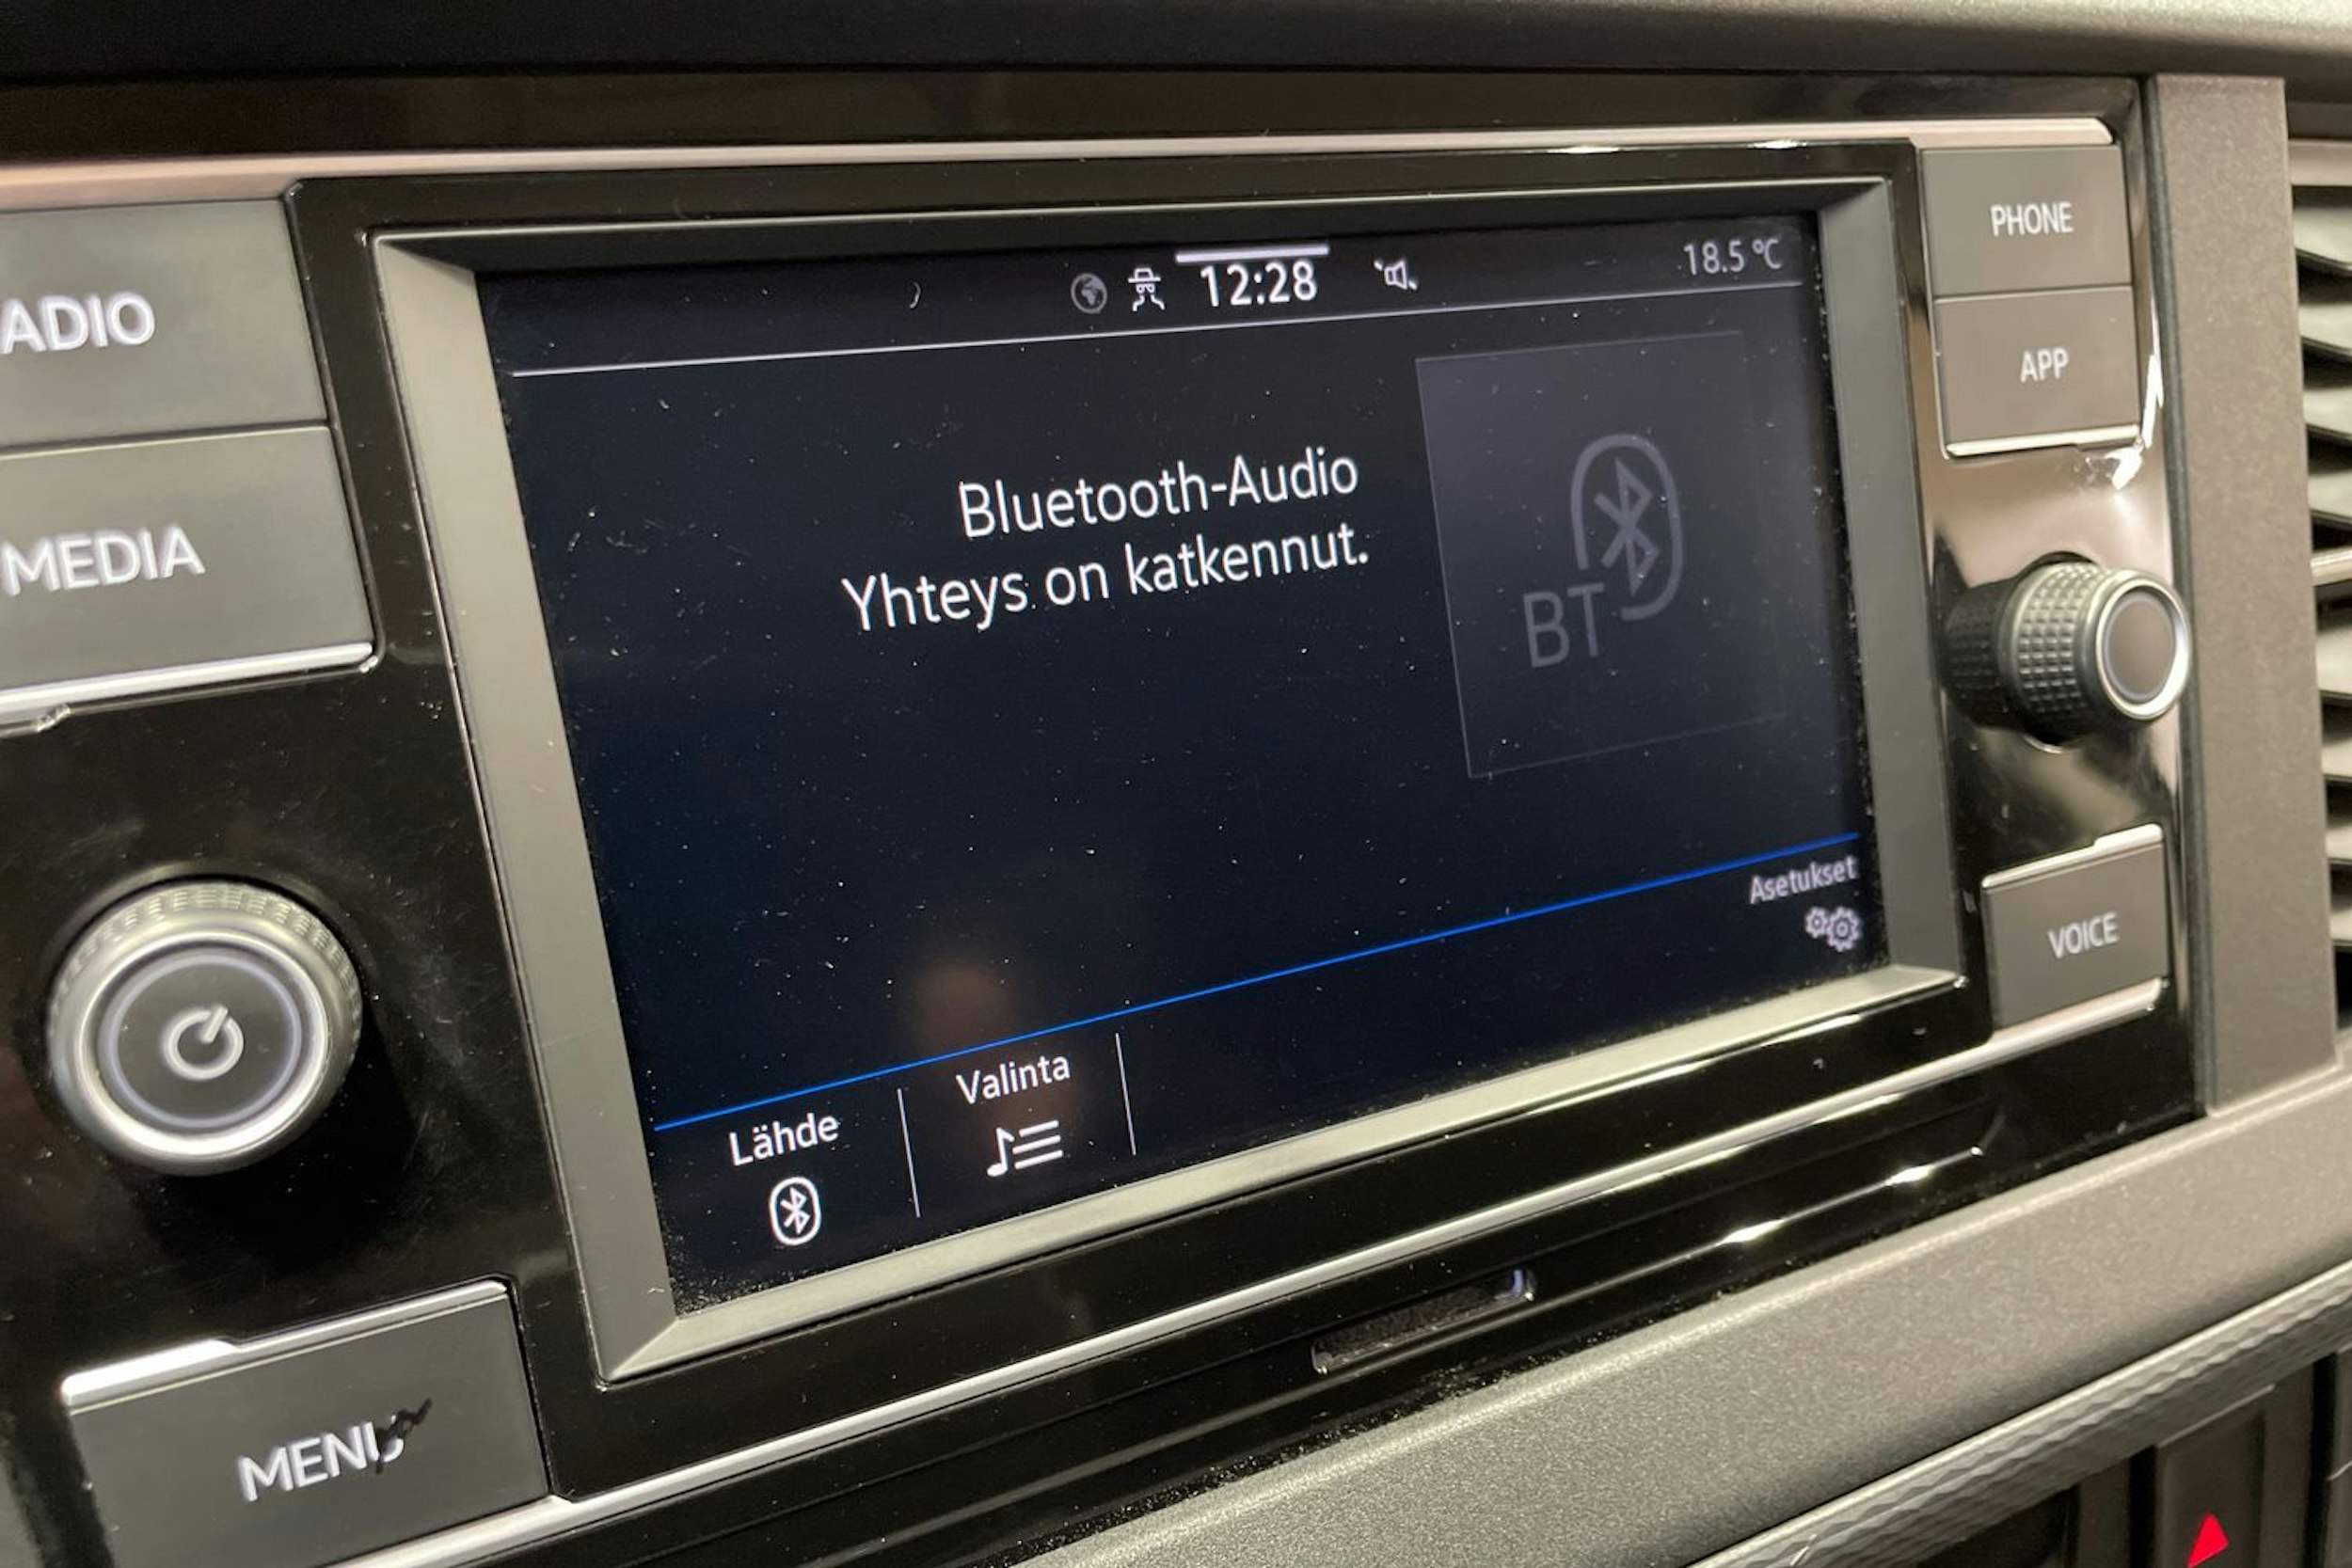 12:28
18.5 °C
PHONE
ADIO
APP
Bluetooth-Audio
Yhteys on katkennut.
BT
MEDIA
Asetukset
VOICE
Valinta
Lähde
MENU